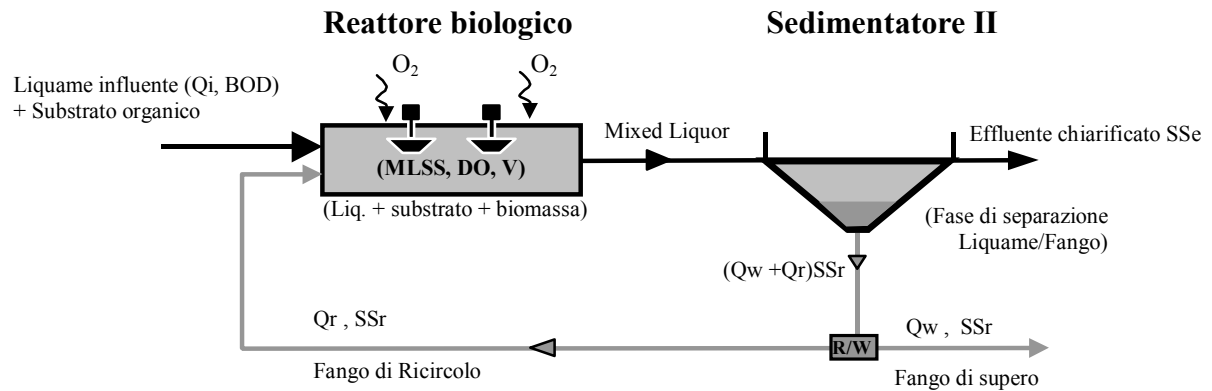 Reattore biologico
Sedimentatore II
O2
O2
Liquame influente (Qi, BOD)
+ Substrato organico
Mixed Liquor
Effluente chiarificato SSe
(MLSS, DO, V)
(Liq. + substrato + biomassa)
(Fase di separazione
Liquame/Fango)
(Qw +Qr)SSr
Qr , SSr
Qw , SSr
R/W
Fango di Ricircolo
Fango di supero